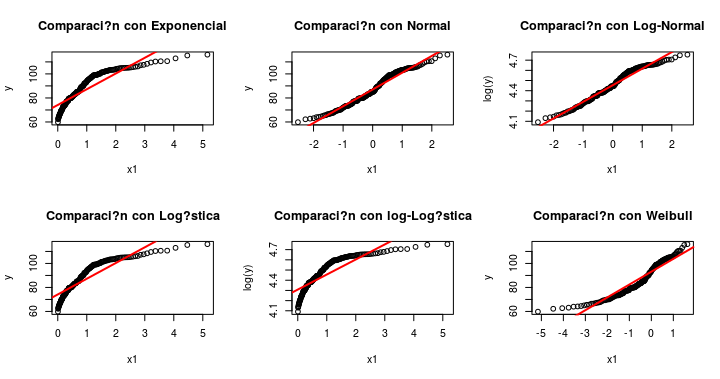 Comparaci?n con Exponencial
Comparaci?n con Normal
Comparaci?n con Log-Normal
y
60 80 100
0 1 2 3 4 5
x1
y
60 80 100
-2 -1 0 1 2
x1
log(y)
4.1 4.4 4.7
-2 -1 0 1 2
x1
Comparaci?n con Log?stica
Comparaci?n con log-Log?stica
Comparaci?n con Weibull
y
60 80 100
0 1 2 3 4 5
x1
log(y)
4.1 4.4 4.7
0 1 2 3 4 5
x1
y
60 80 100
-5 -4 -3 -2 -1 0 1
x1